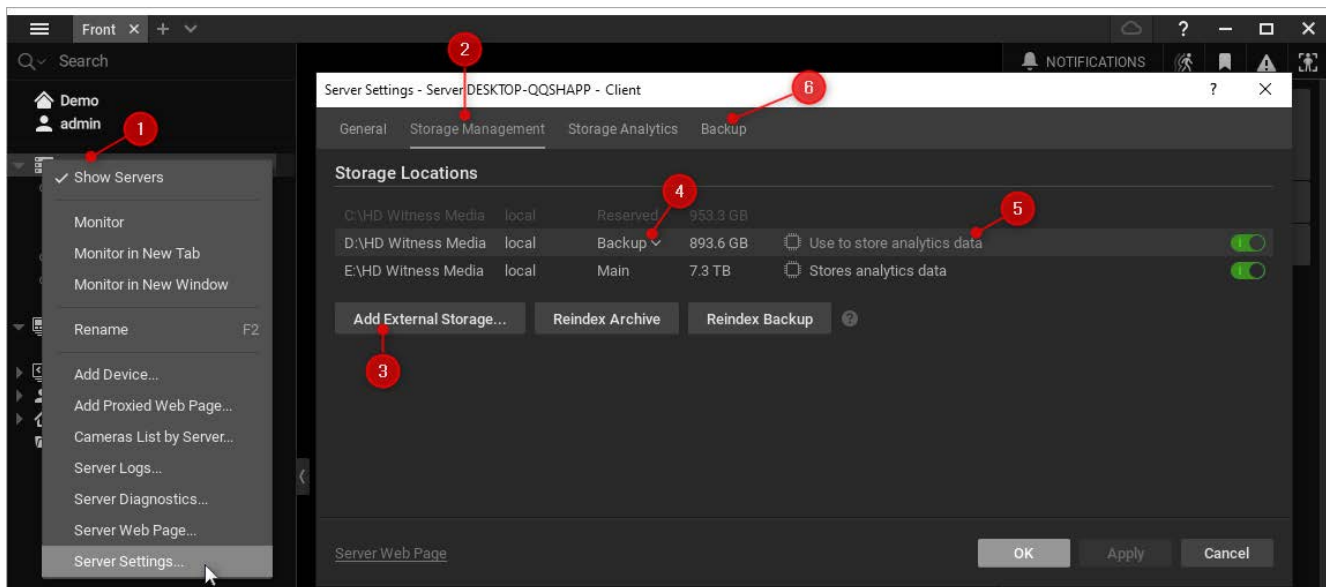 Front
Search
NOTIFICATIONS
Demo
admin
1
2
Server Settings - Server DESKTOP-QQSHAPP - Client
6
General Storage Management Storage Analytics Backup
Show Servers
Monitor
Monitor in New Tab
Monitor in New Window
Rename F2
Add Device...
Add Proxied Web Page...
Cameras List by Server...
Server Logs...
Server Diagnostics...
Server Web Page...
Server Settings...
Storage Locations
4
5
C:\HD Witness Media local Reserved 953.3 GB
D:\HD Witness Media local Backup 893.6 GB Use to store analytics data
E:\HD Witness Media local Main 7.3 TB Stores analytics data
Add External Storage... Reindex Archive Reindex Backup ?
3
Server Web Page
OK Apply Cancel